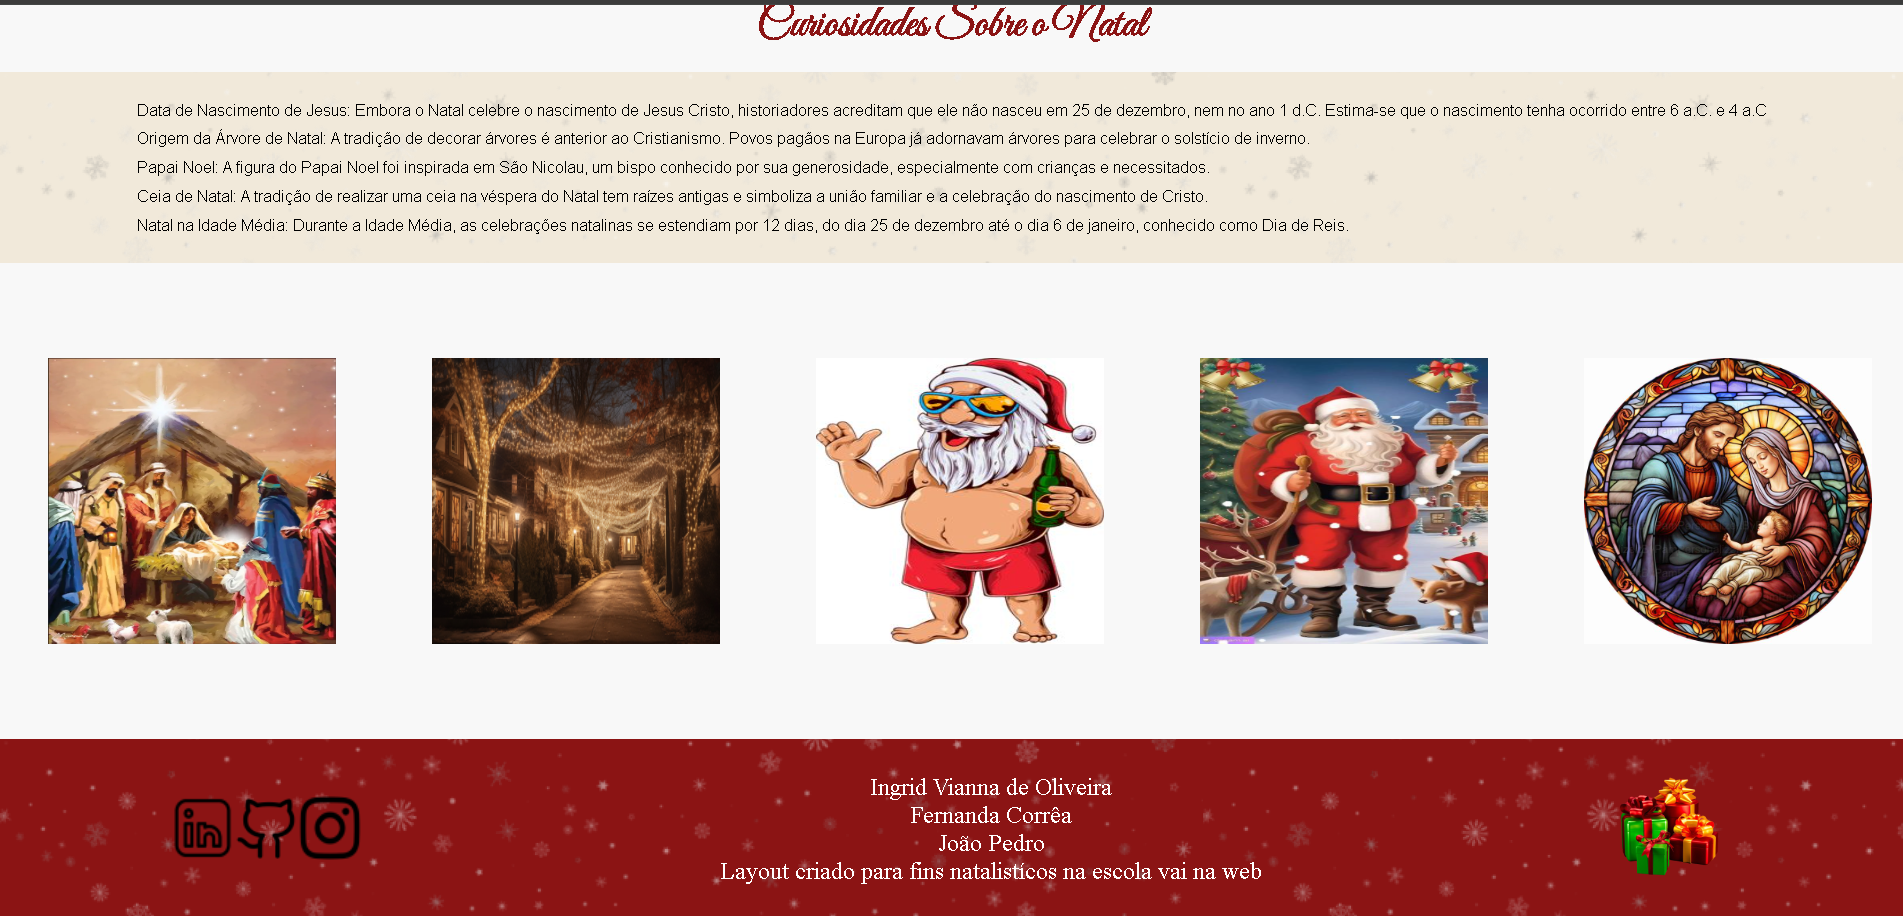 Curiosidades Sobre o Natal
Data de Nascimento de Jesus: Embora o Natal celebre o nascimento de Jesus Cristo, historiadores acreditam que ele não nasceu em 25 de dezembro, nem no ano 1 d.C. Estima-se que o nascimento tenha ocorrido entre 6 a.C. e 4 a.C
Origem da Árvore de Natal: A tradição de decorar árvores é anterior ao Cristianismo. Povos pagãos na Europa já adornavam árvores para celebrar o solstício de inverno.
Papai Noel: A figura do Papai Noel foi inspirada em São Nicolau, um bispo conhecido por sua generosidade, especialmente com crianças e necessitados.
Ceia de Natal: A tradição de realizar uma ceia na véspera do Natal tem raízes antigas e simboliza a união familiar e a celebração do nascimento de Cristo.
Natal na Idade Média: Durante a Idade Média, as celebrações natalinas se estendiam por 12 dias, do dia 25 de dezembro até o dia 6 de janeiro, conhecido como Dia de Reis.
in
Ingrid Vianna de Oliveira
Fernanda Corrêa
João Pedro
Layout criado para fins natalistícos na escola vai na web